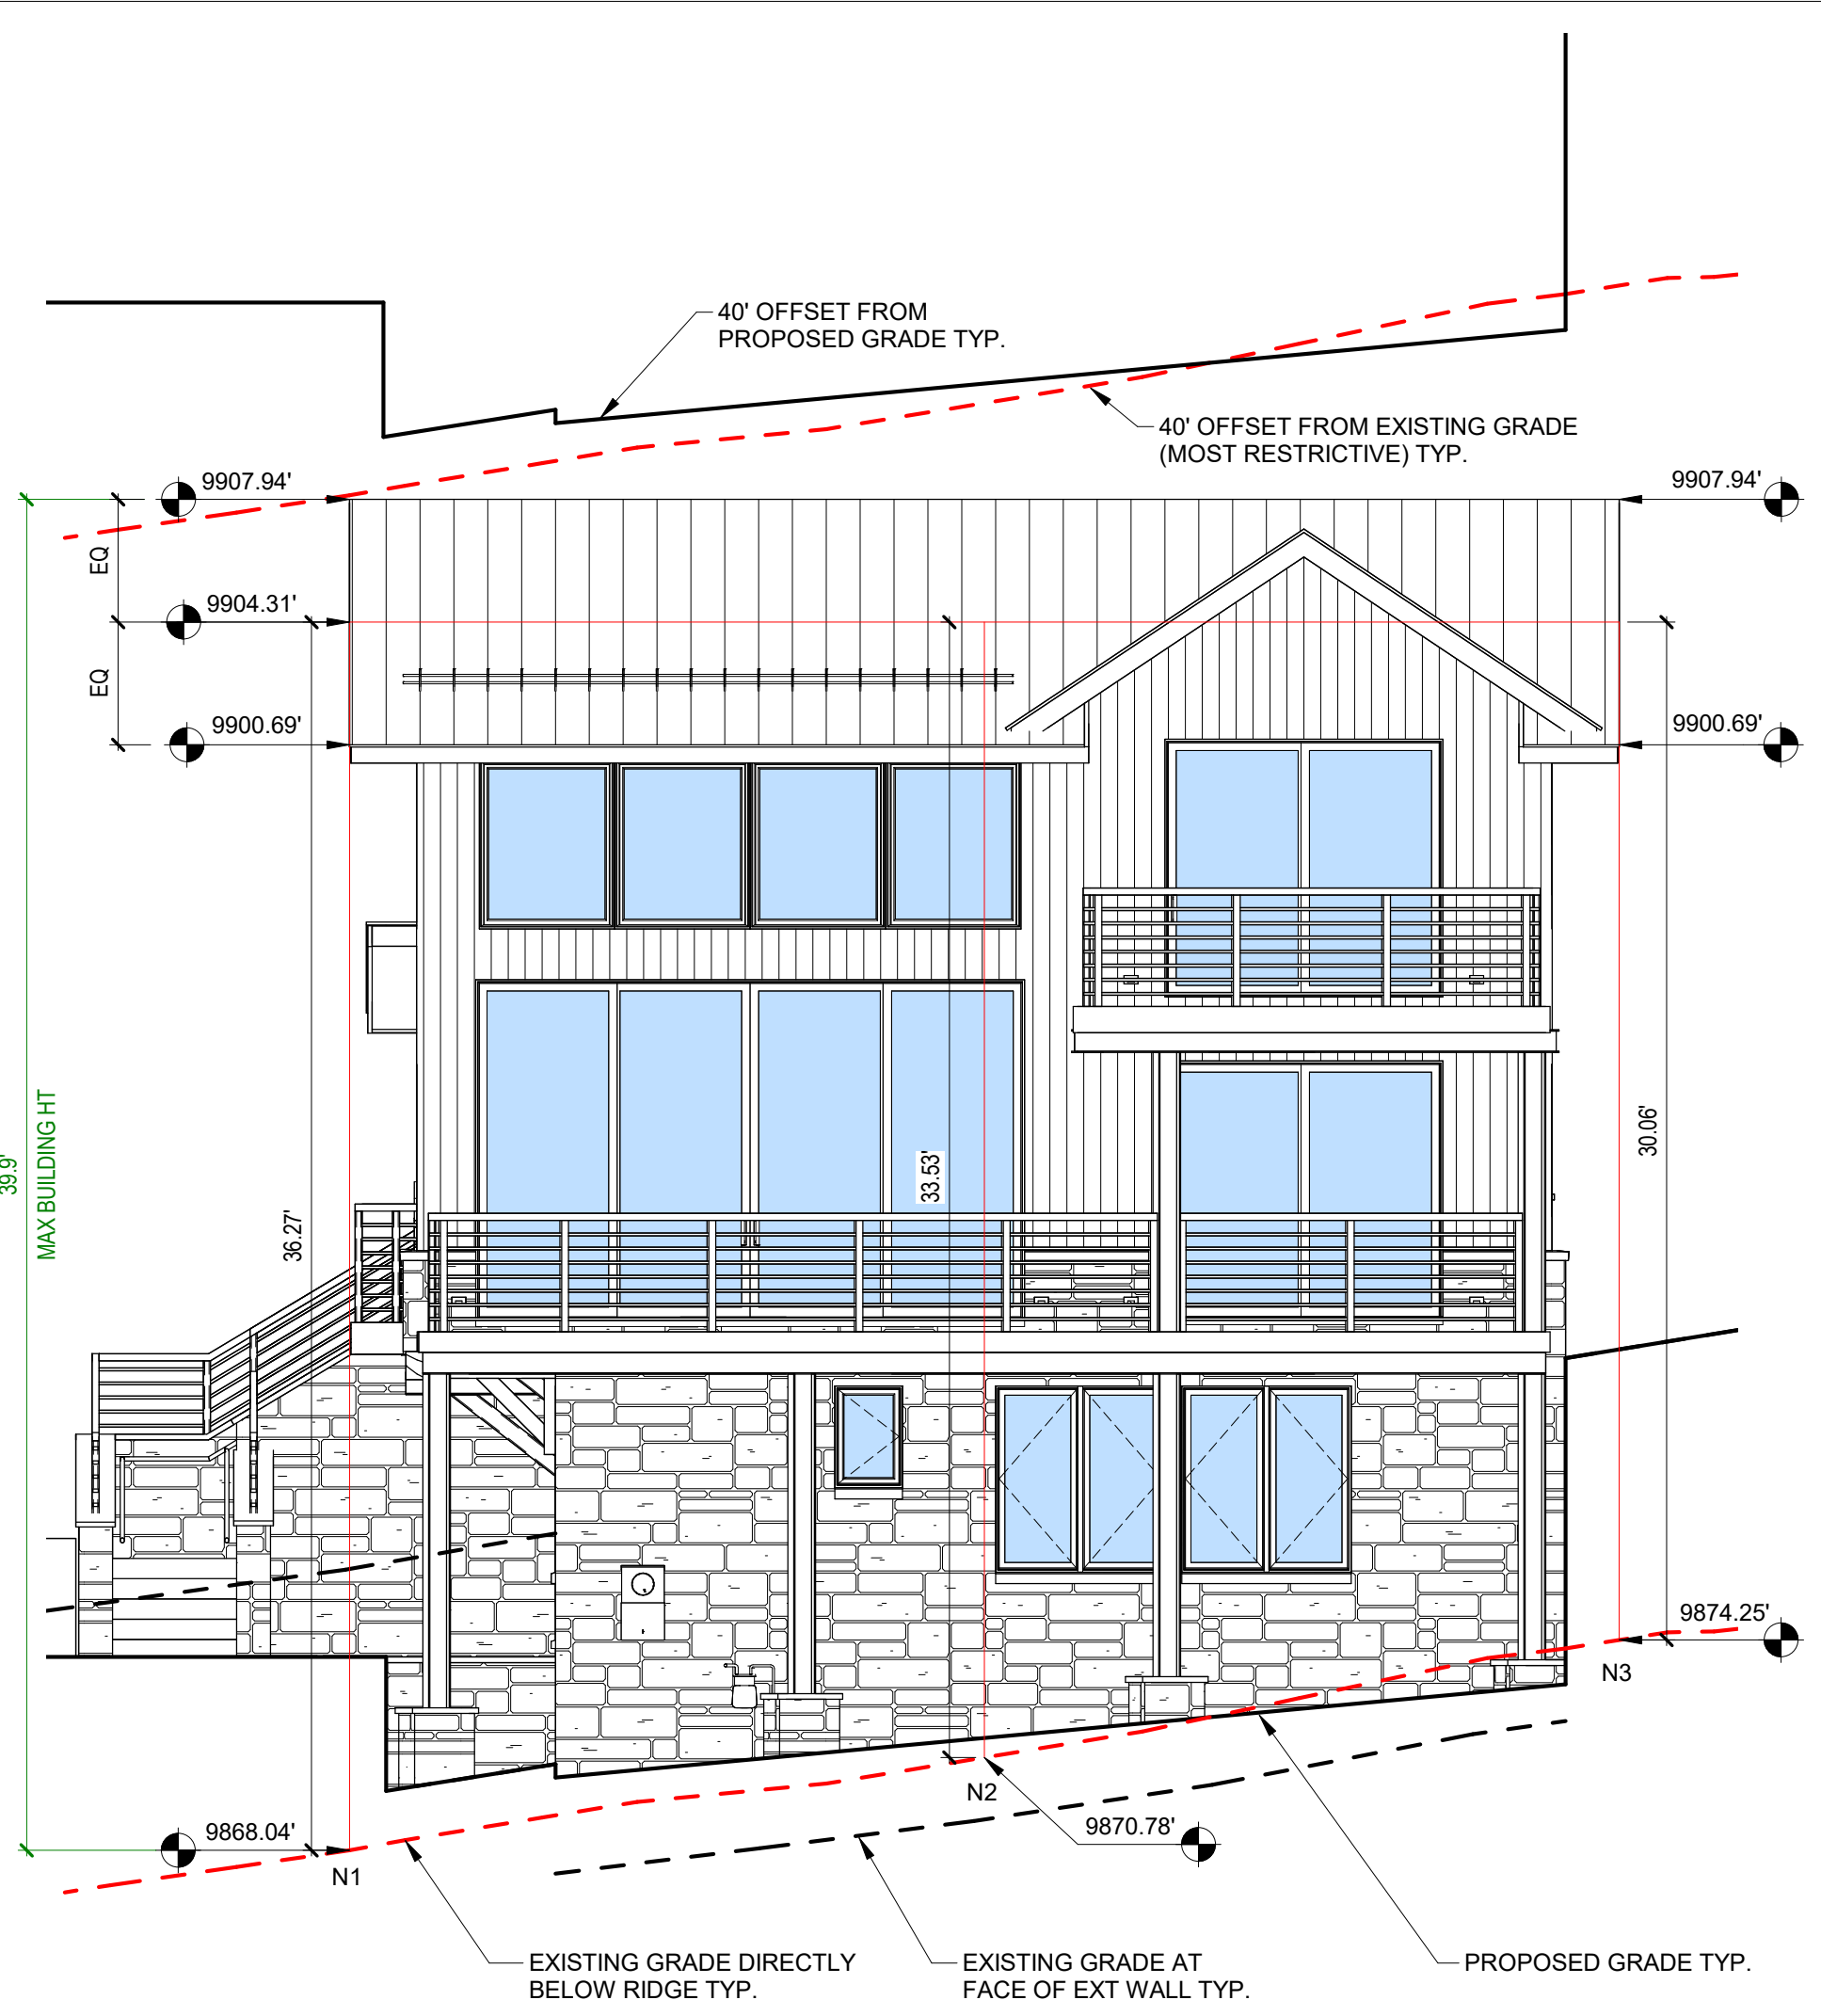 40' OFFSET FROM
PROPOSED GRADE TYP.
40' OFFSET FROM EXISTING GRADE
(MOST RESTRICTIVE) TYP.
9907.94'
9907.94'
EQ
9904.31'
EQ
9900.69'
9900.69'
39.9'
MAX BUILDING HT
36.27'
33.53'
30.06'
9874.25'
N3
N2
9870.78'
9868.04'
N1
EXISTING GRADE DIRECTLY
BELOW RIDGE TYP.
EXISTING GRADE AT
FACE OF EXT WALL TYP.
PROPOSED GRADE TYP.